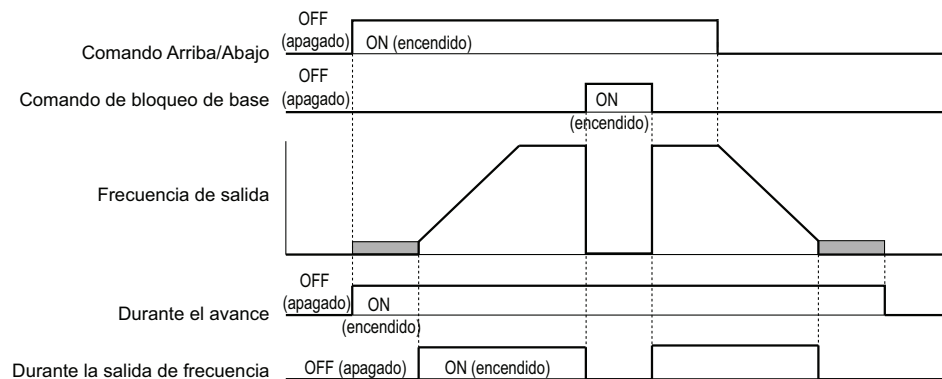 OFF
(apagado)
Comando Arriba/Abajo
ON (encendido)
OFF
(apagado)
Comando de bloqueo de base
ON
(encendido)
Frecuencia de salida
OFF
(apagado)
Durante el avance
ON
(encendido)
Durante la salida de frecuencia
OFF (apagado)
ON (encendido)